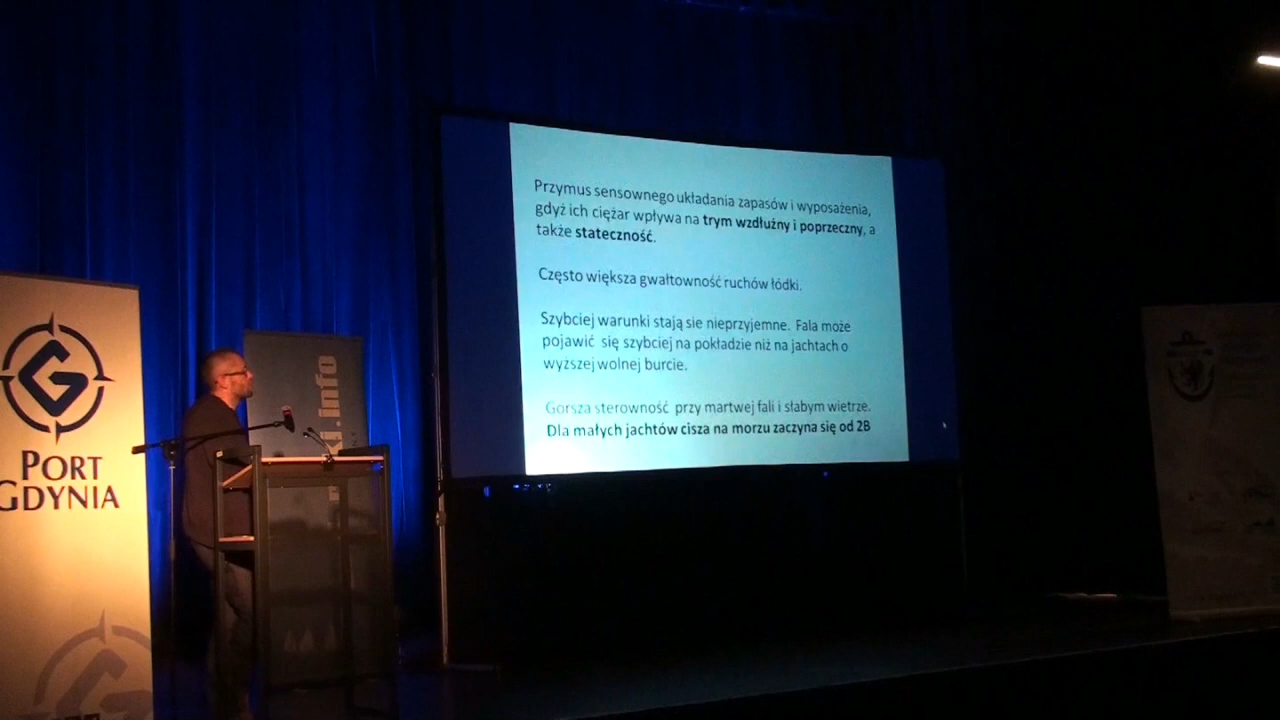 Przymus sensownego układania zapasów i wyposażenia,
gdyż ich ciężar wpływa na trym wzdłużny i poprzeczny, a
także stateczność.
Często większa gwałtowność ruchów łódki.
Szybciej warunki stają sie nieprzyjemne. Fala może
pojawić się szybciej na pokładzie niż na jachtach o
wyższej wolnej burcie.
Gorsza sterowność przy martwej fali i słabym wietrze.
Dla małych jachtów cisza na morzu zaczyna się od 2B
PORT
GDYNIA
.info